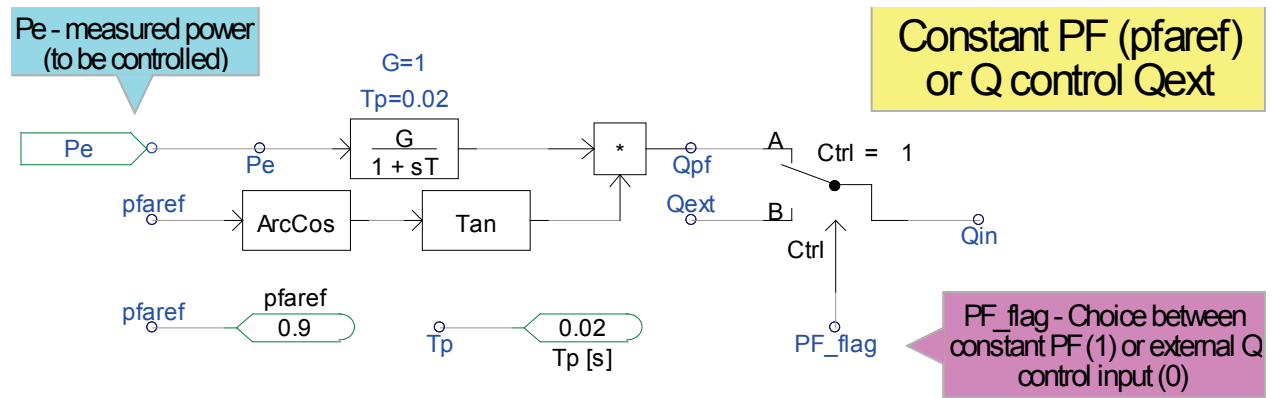 Pe - measured power
(to be controlled)
G=1
Tp=0.02
Constant PF (pfaref)
or Q control Qext
Pe
Pe
G
1 + sT
*
Qpf
A
Ctrl = 1
pfaref
ArcCos
Tan
Qext
B
Ctrl
Qin
pfaref
pfaref
0.9
Tp
0.02
Tp [s]
PF_flag
PF_flag - Choice between
constant PF (1) or external Q
control input (0)